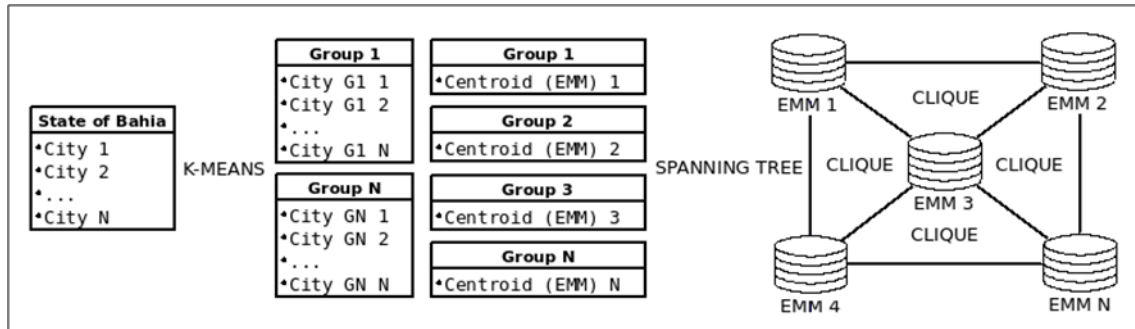 State of Bahia
City 1
City 2
...
City N
K-MEANS
Group 1
City G1 1
City G1 2
...
City G1 N
Group N
City GN 1
City GN 2
...
City GN N
Group 1
Centroid (EMM) 1
Group 2
Centroid (EMM) 2
Group 3
Centroid (EMM) 3
Group N
Centroid (EMM) N
SPANNING TREE
EMM 1
EMM 2
CLIQUE
CLIQUE
CLIQUE
EMM 3
CLIQUE
EMM 4
EMM N